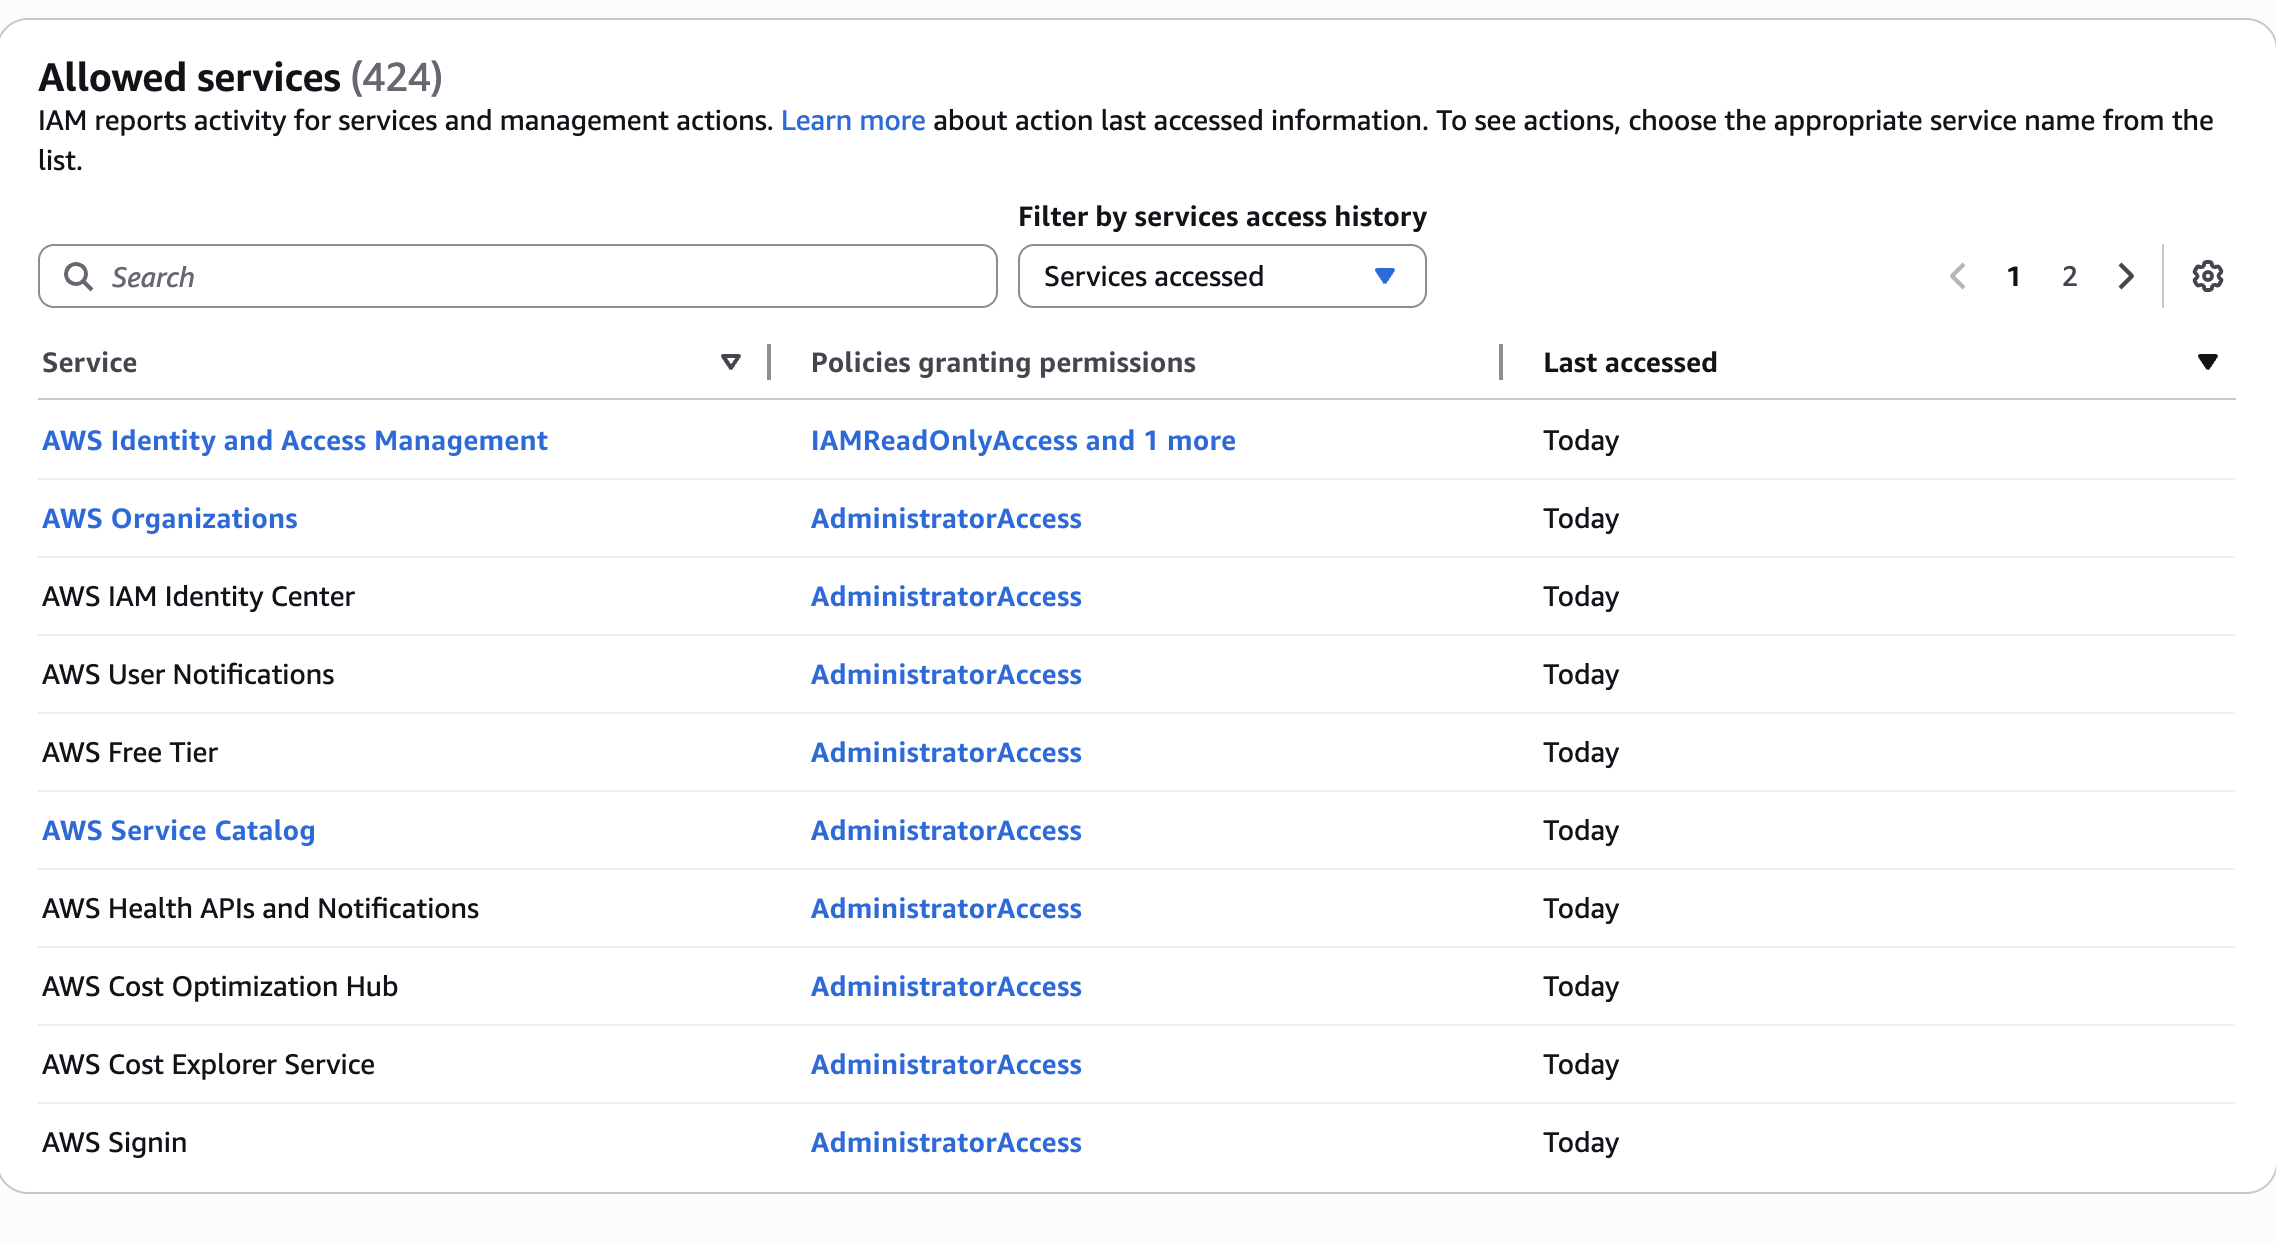 Allowed services (424)
IAM reports activity for services and management actions. Learn more about action last accessed information. To see actions, choose the appropriate service name from the
list.
Filter by services access history
Search
Services accessed
1 2
Service Policies granting permissions Last accessed
AWS Identity and Access Management IAMReadOnlyAccess and 1 more Today
AWS Organizations AdministratorAccess Today
AWS IAM Identity Center AdministratorAccess Today
AWS User Notifications AdministratorAccess Today
AWS Free Tier AdministratorAccess Today
AWS Service Catalog AdministratorAccess Today
AWS Health APIs and Notifications AdministratorAccess Today
AWS Cost Optimization Hub AdministratorAccess Today
AWS Cost Explorer Service AdministratorAccess Today
AWS Signin AdministratorAccess Today